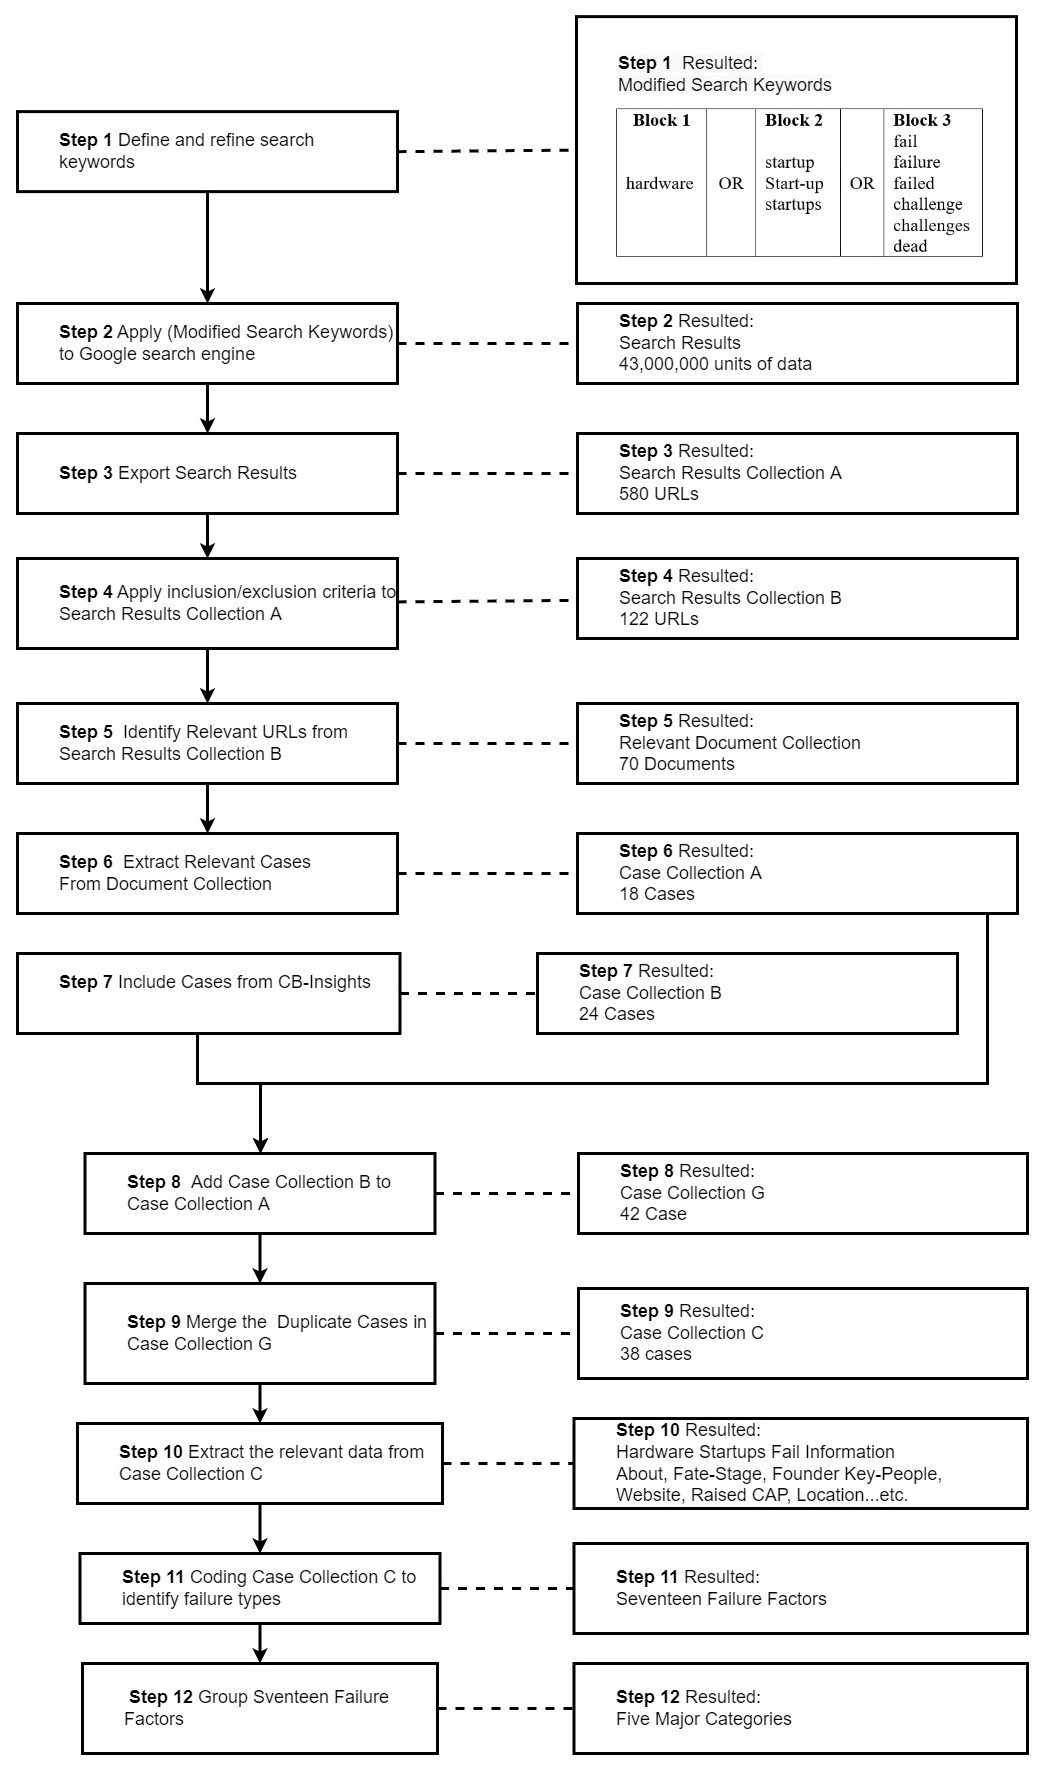 Step 1 Resulted:
Modified Search Keywords
Block 1 Block 2 Block 3
fail
startup failure
hardware OR Start-up OR failed
startups challenge
challenges
dead
Step 1 Define and refine search
keywords
Step 2 Apply (Modified Search Keywords)
to Google search engine
Step 2 Resulted:
Search Results
43,000,000 units of data
Step 3 Export Search Results
Step 3 Resulted:
Search Results Collection A
580 URLs
Step 4 Apply inclusion/exclusion criteria to
Search Results Collection A
Step 4 Resulted:
Search Results Collection B
122 URLs
Step 5 Identify Relevant URLs from
Search Results Collection B
Step 5 Resulted:
Relevant Document Collection
70 Documents
Step 6 Extract Relevant Cases
From Document Collection
Step 6 Resulted:
Case Collection A
18 Cases
Step 7 Include Cases from CB-Insights
Step 7 Resulted:
Case Collection B
24 Cases
Step 8 Add Case Collection B to
Case Collection A
Step 8 Resulted:
Case Collection G
42 Case
Step 9 Merge the Duplicate Cases in
Case Collection G
Step 9 Resulted:
Case Collection C
38 cases
Step 10 Extract the relevant data from
Case Collection C
Step 10 Resulted:
Hardware Startups Fail Information
About, Fate-Stage, Founder Key-People,
Website, Raised CAP, Location...etc.
Step 11 Coding Case Collection C to
identify failure types
Step 11 Resulted:
Seventeen Failure Factors
Step 12 Group Sventeen Failure
Factors
Step 12 Resulted:
Five Major Categories